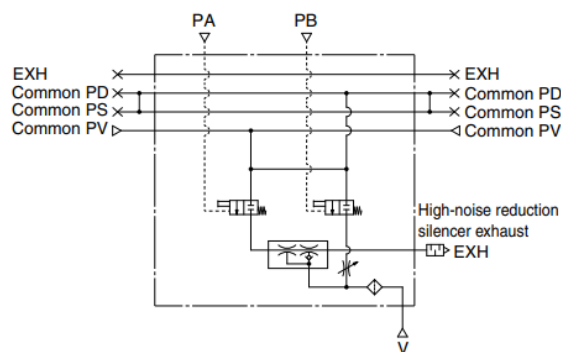 PA PB
EXH EXH
Common PD Common PD
Common PS Common PS
Common PV Common PV
High-noise reduction
silencer exhaust
EXH
V